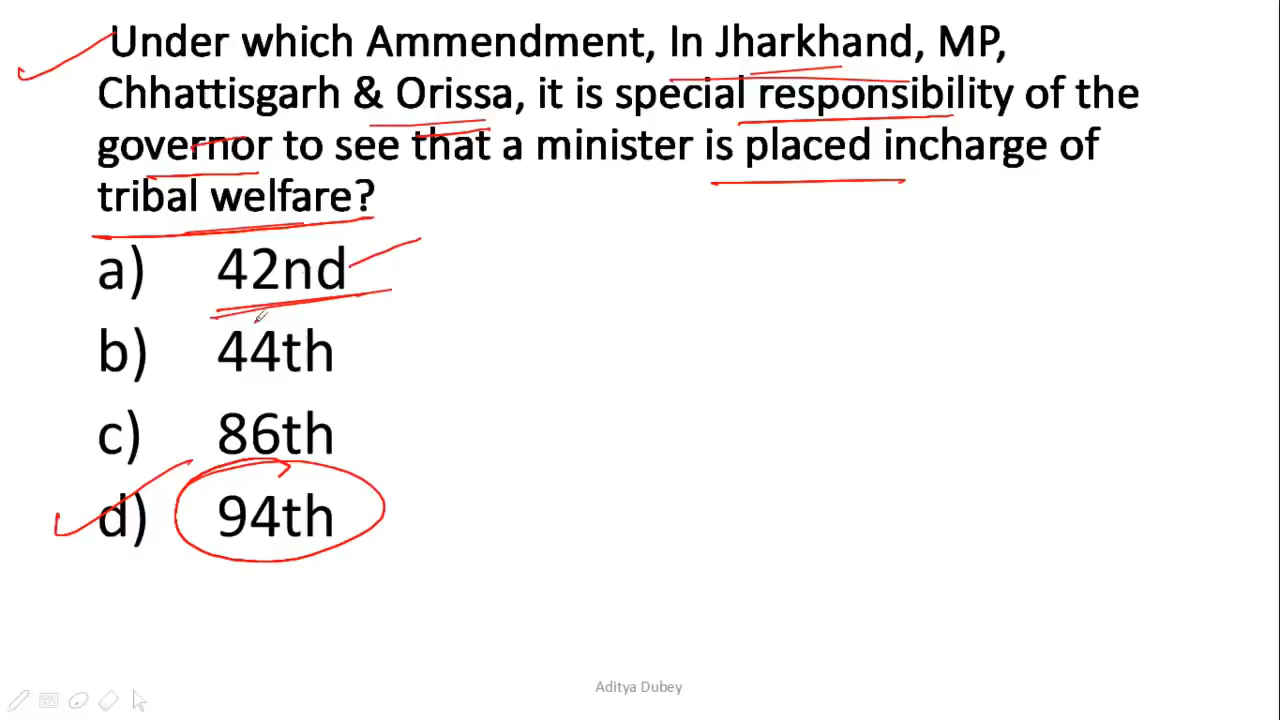 Under which Ammendment, In Jharkhand, MP,
Chhattisgarh & Orissa, it is special responsibility of the
governor to see that a minister is placed incharge of
tribal welfare?
a) 42nd
b) 44th
c) 86th
d) 94th
Aditya Dubey